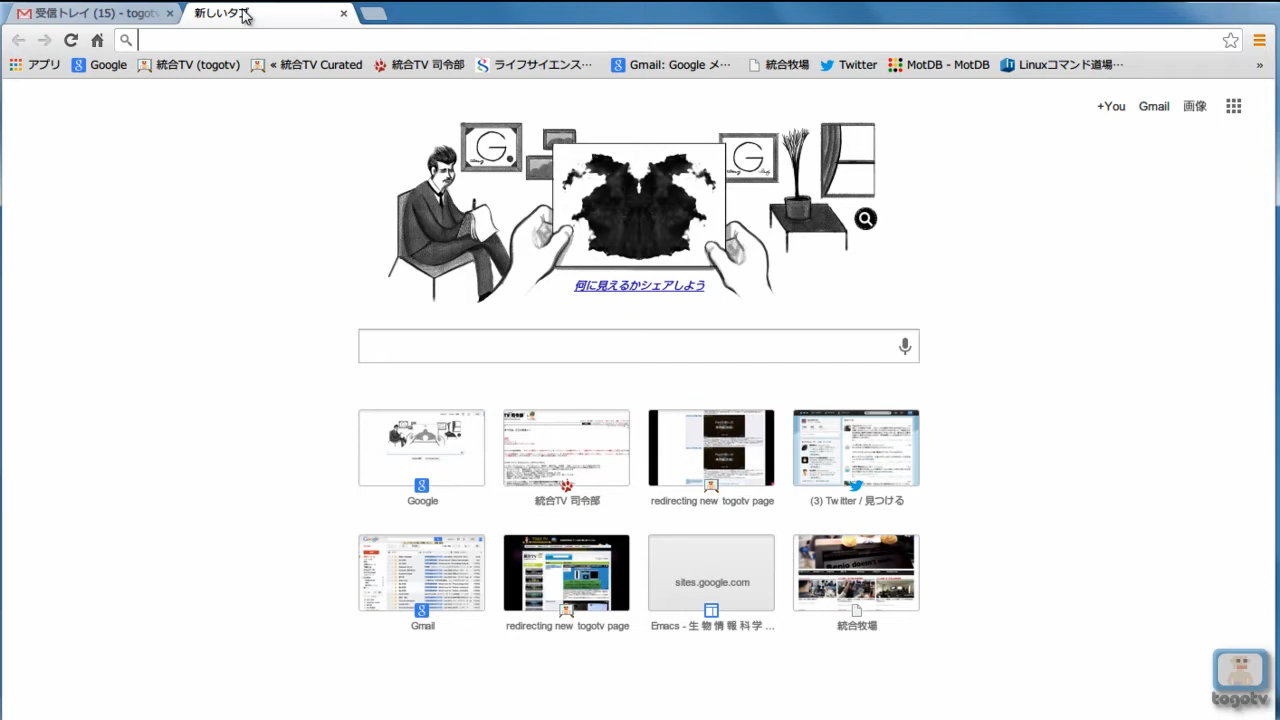 受信トレイ (15) - togotv
新しいタブ
アプリ Google 統合TV (togotv) « 統合TV Curated 統合TV 司令部 ライフサイエンス… Gmail: Google メ… 統合牧場 Twitter MotDB - MotDB Linuxコマンド道場… »
+You Gmail 画像
何に見えるかシェアしよう
Google
統合TV 司令部
redirecting new togotv page
(3) Twitter / 見つける
sites.google.com
Gmail
redirecting new togotv page
Emacs - 生物情報科学 ...
統合牧場
togotv